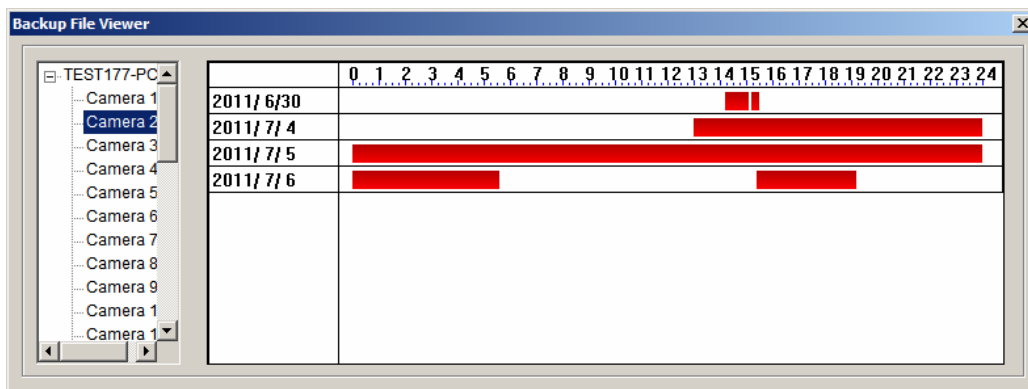 Backup File Viewer
TEST177-PC
Camera 1
Camera 2
Camera 3
Camera 4
Camera 5
Camera 6
Camera 7
Camera 8
Camera 9
Camera 1
Camera 1
0 1 2 3 4 5 6 7 8 9 10 11 12 13 14 15 16 17 18 19 20 21 22 23 24
2011/ 6/30
2011/ 7/ 4
2011/ 7/ 5
2011/ 7/ 6